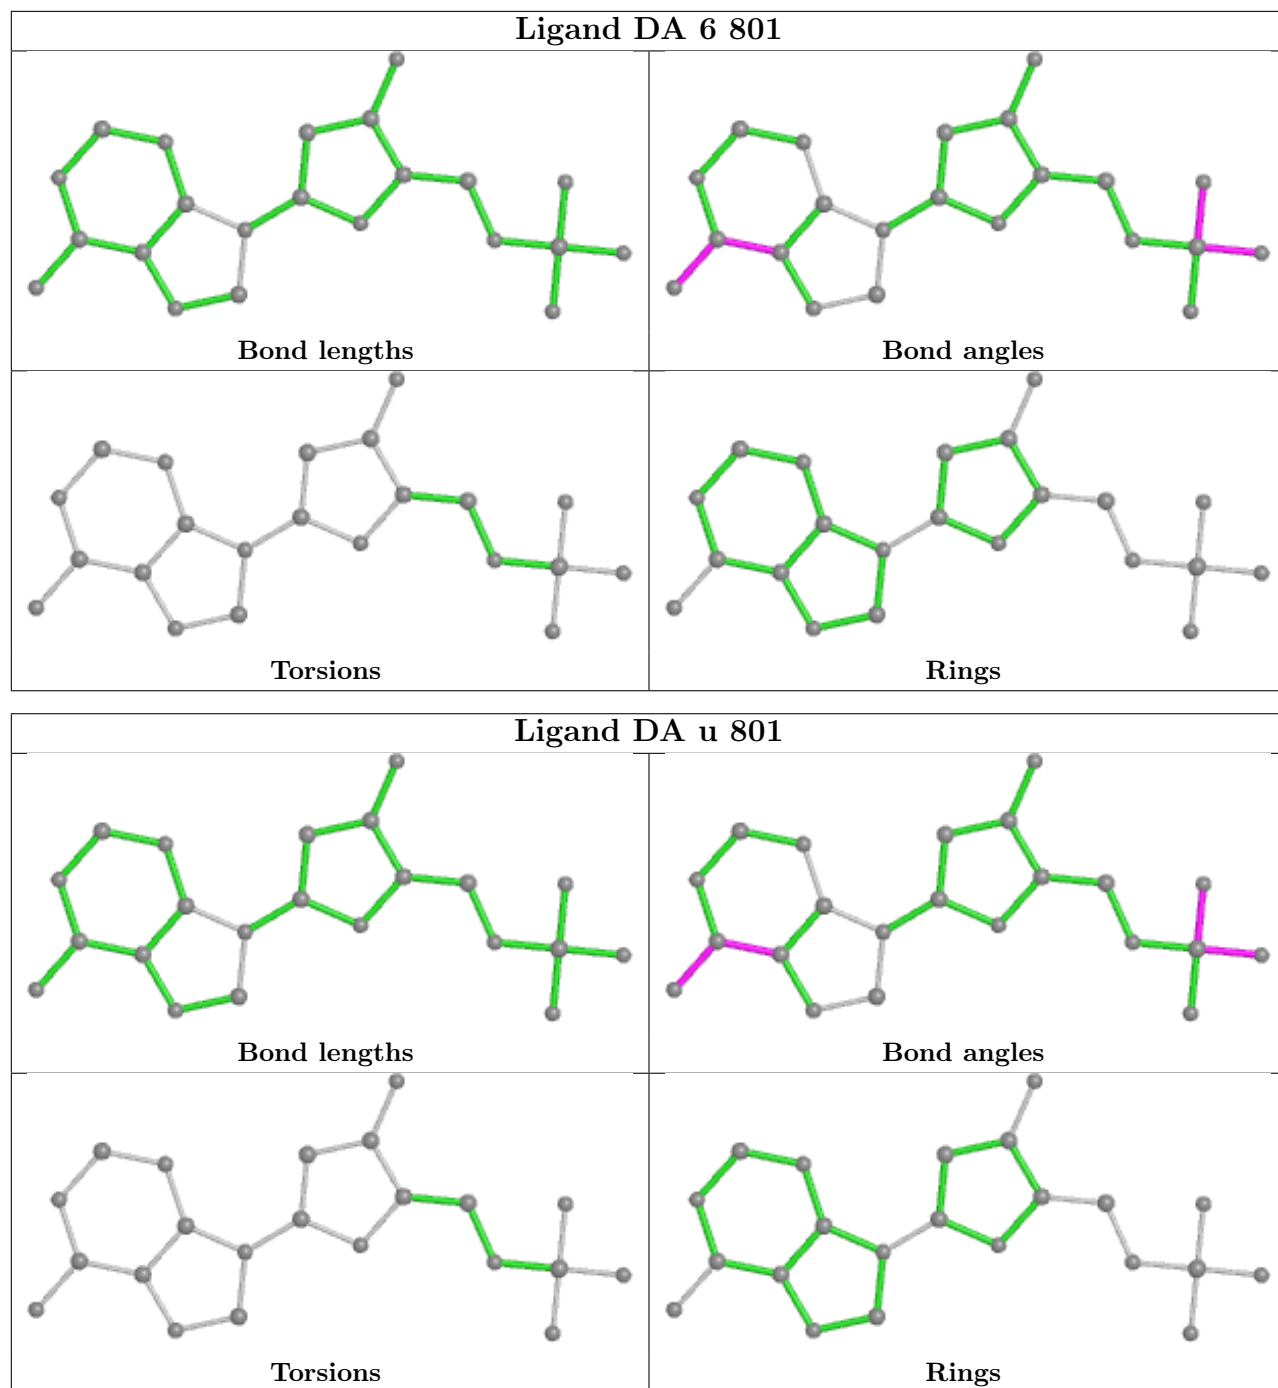 Ligand DA 6 801
Bond lengths
Bond angles
Torsions
Rings
Ligand DA u 801
Bond lengths
Bond angles
Torsions
Rings